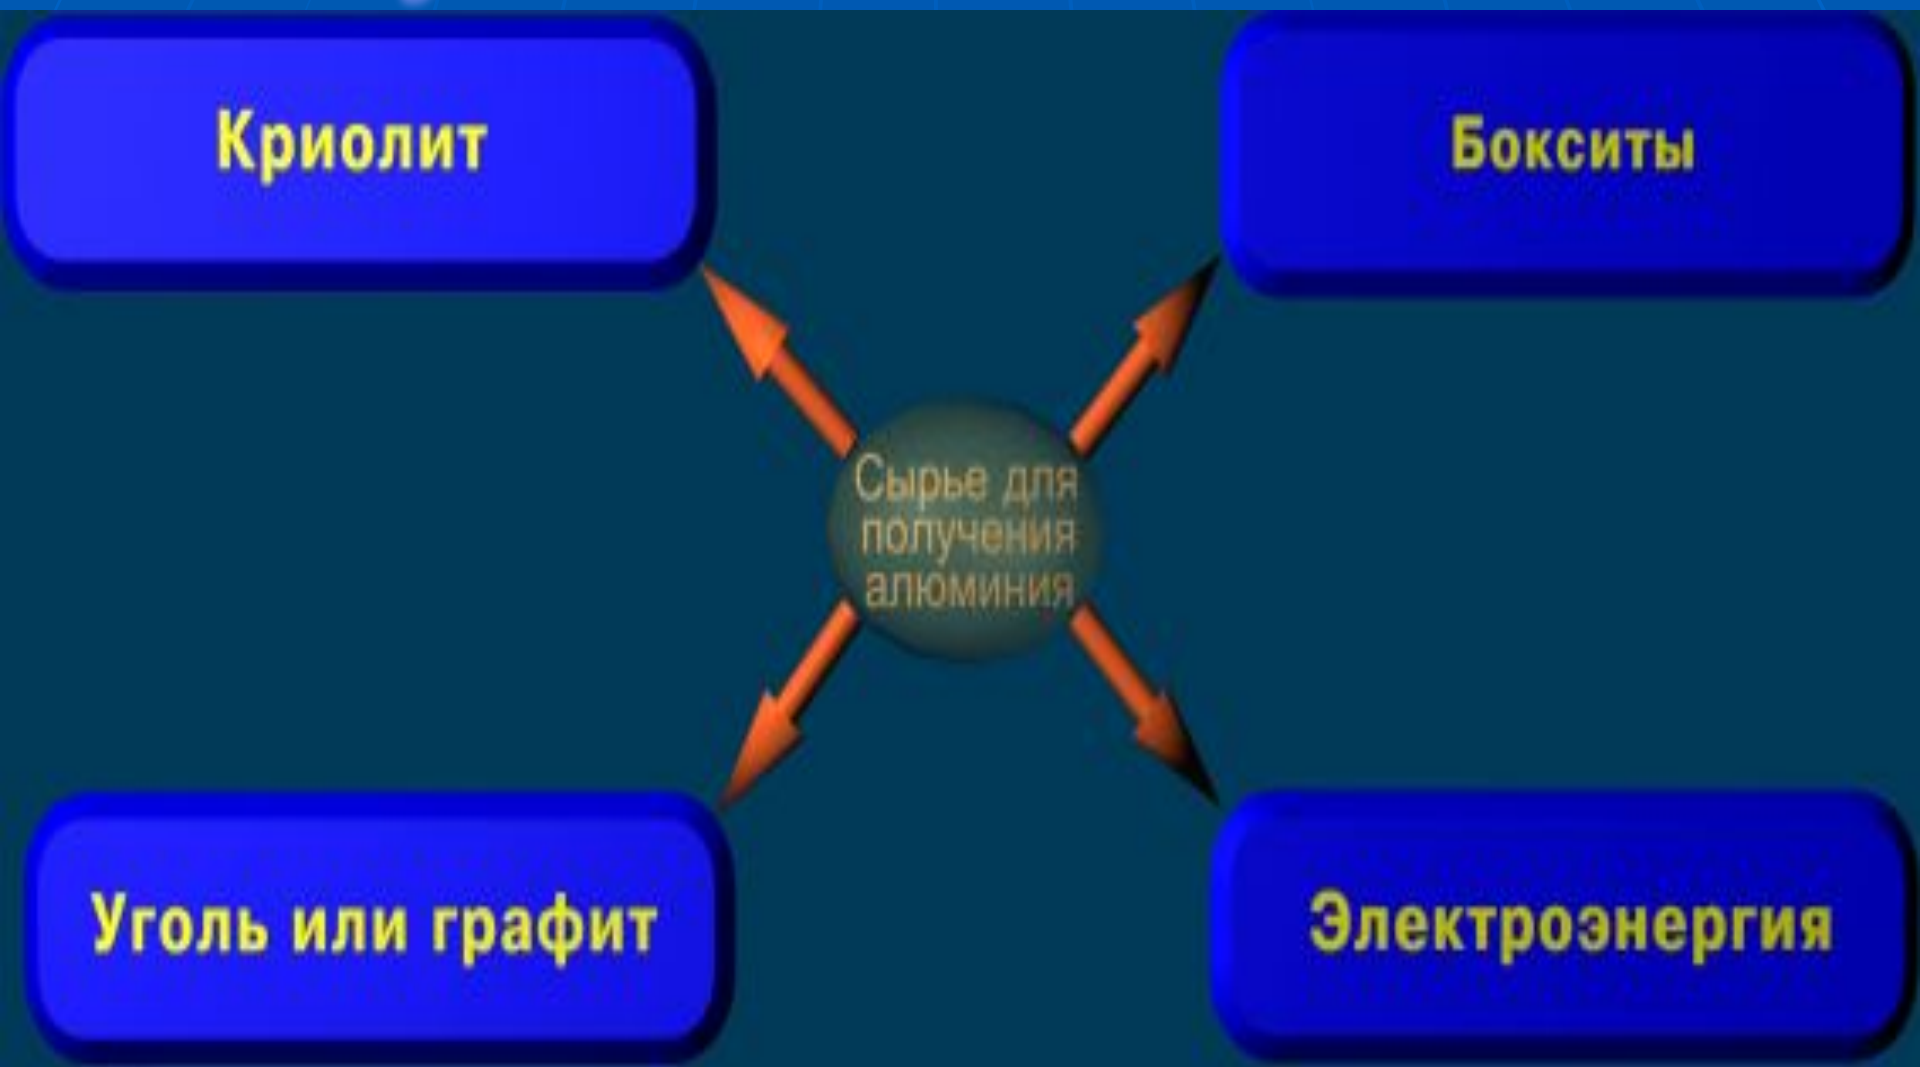 Криолит
Бокситы
Сырье для
получения
алюминия
Уголь или графит
Электроэнергия